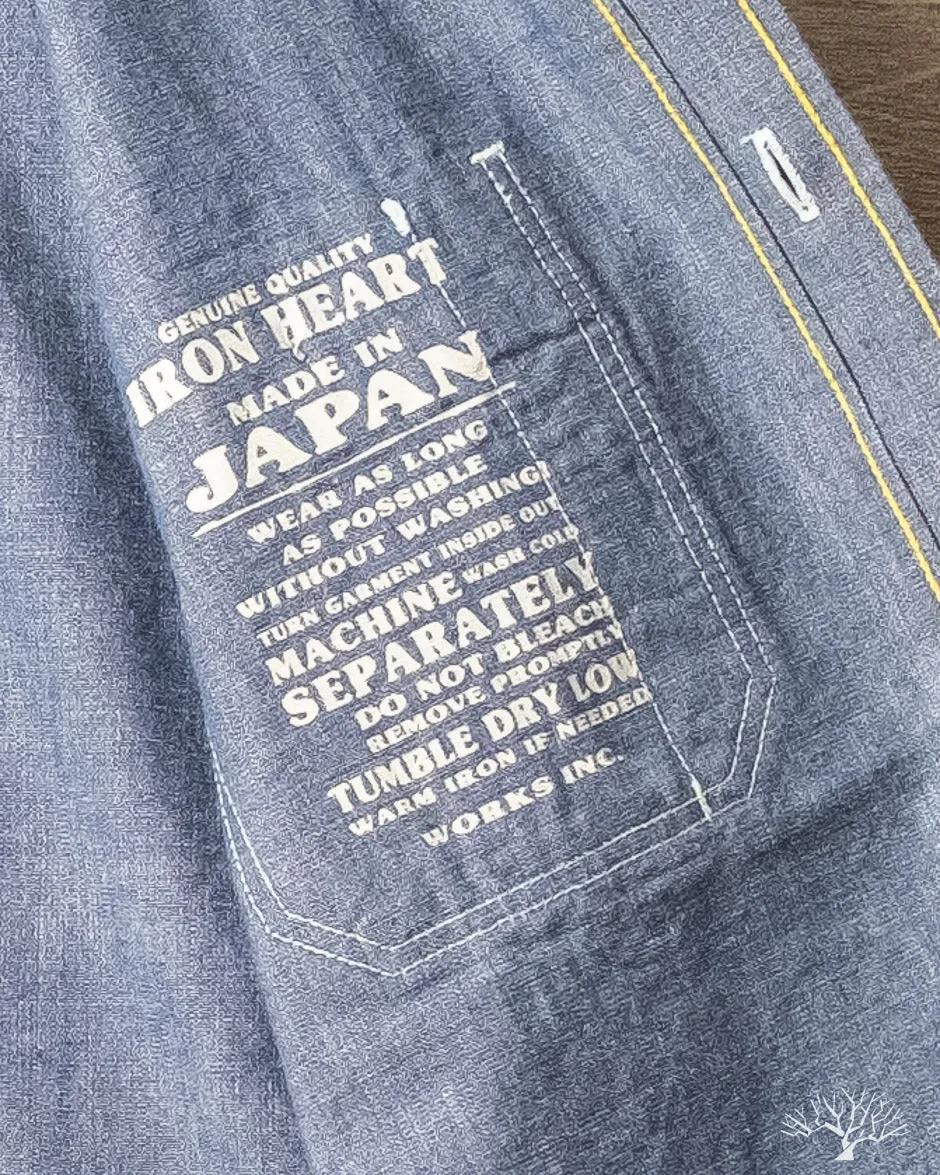 GENUINE QUALITY
IRON HEART
MADE IN
JAPAN
WEAR AS LONG
AS POSSIBLE
WITHOUT WASHING!
TURN GARMENT INSIDE OUT
MACHINE WASH COLD
SEPARATELY
DO NOT BLEACH
REMOVE PROMPTLY
TUMBLE DRY LOW
WARM IRON IF NEEDED
WORKS INC.